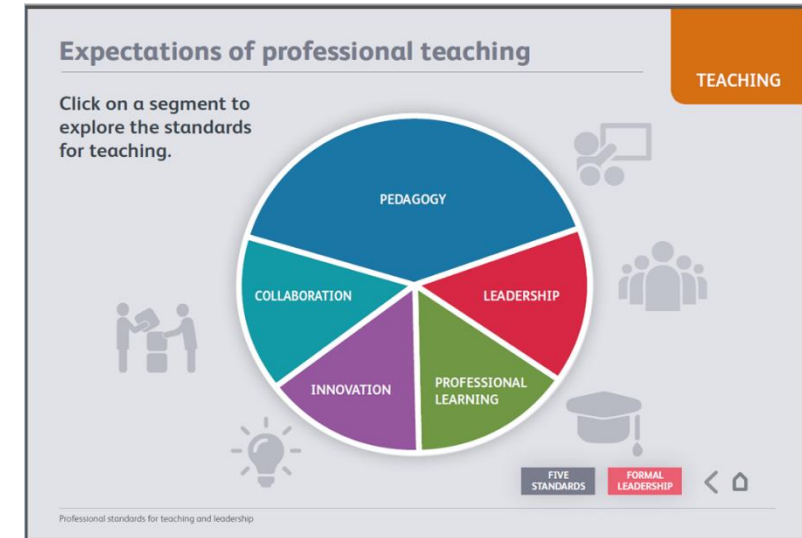 Expectations of professional teaching
TEACHING
Click on a segment to
explore the standards
for teaching.
PEDAGOGY
COLLABORATION
LEADERSHIP
INNOVATION
PROFESSIONAL
LEARNING
FIVE
STANDARDS
FORMAL
LEADERSHIP
Professional standards for teaching and leadership